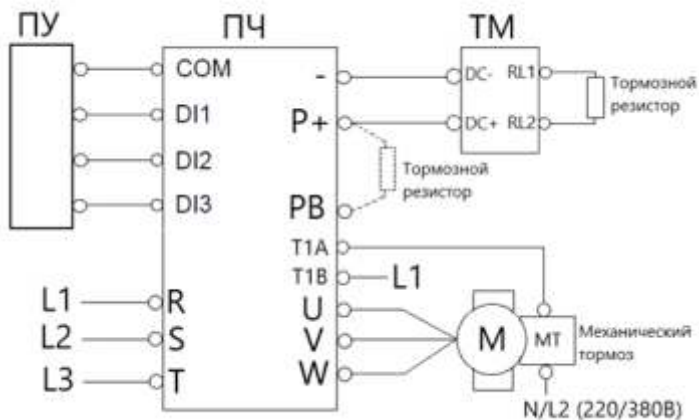 ПУ
ПЧ
ТМ
COM
DI1
DI2
DI3
L1
R
L2
S
L3
T
-
P+
PB
T1A
T1B
L1
U
V
W
DC-
RL1
DC+
RL2
Тормозной
резистор
Тормозной
резистор
М
МТ
Механический
тормоз
N/L2 (220/380В)